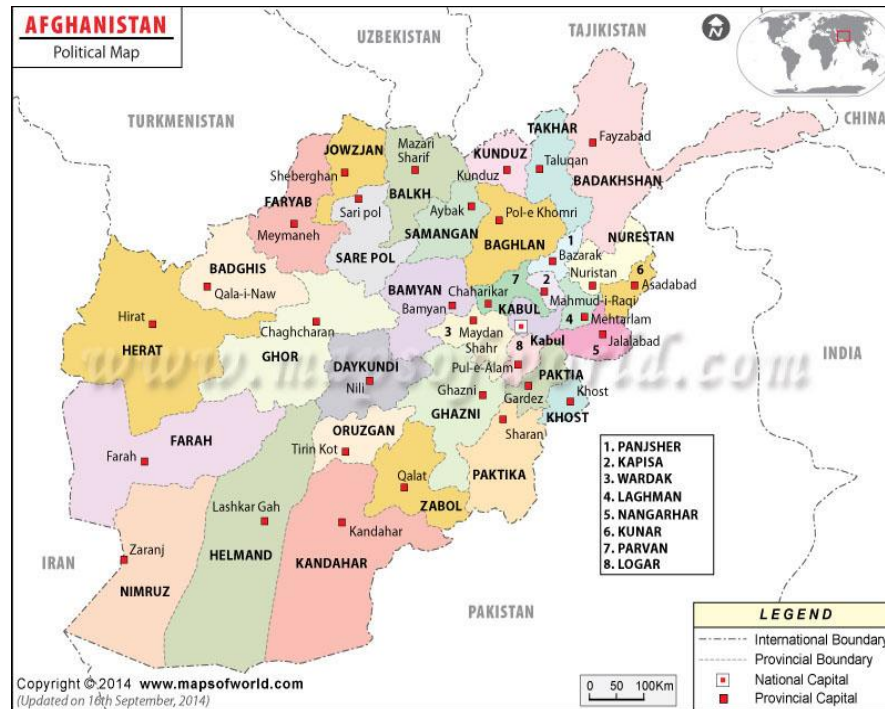 AFGHANISTAN
Political Map
UZBEKISTAN
TAJIKISTAN
N
TURKMENISTAN
CHINA
TAKHAR
Fayzabad
JOWZJAN
Mazari
Sharif
KUNDUZ
Kunduz
Taluqan
Sheberghan
BALKH
BADAKHSHAN
FARYAB
Sari pol
Aybak
Pol-e Khomri
Meymaneh
SAMANGAN
SARE POL
BAGHLAN
1
NURESTAN
BADGHIS
Bazarak
BAMYAN
7
2
Nuristan
6
Asadabad
Qala-i-Naw
Chaharikar
Mahmud-i-Raqi
Bamyan
KABUL
4
Mehtarlam
Hirat
Chaghcharan
3
Maydan
Shahr
Kabul
5
Jalalabad
HERAT
GHOR
8
INDIA
www.mapsofworld.com
DAYKUNDI
Pul-e-Alam
PAKTIA
Nili
Ghazni
Gardez
Khost
GHAZNI
KHOST
FARAH
ORUZGAN
Sharan
Farah
Tirin Kot
PAKTIKA
Qalat
ZABOL
Lashkar Gah
Kandahar
Zaranj
IRAN
HELMAND
KANDAHAR
NIMRUZ
1. PANJSHER
2. KAPISA
3. WARDAK
4. LAGHMAN
5. NANGARHAR
6. KUNAR
7. PARVAN
8. LOGAR
PAKISTAN
LEGEND
International Boundary
Provincial Boundary
National Capital
Provincial Capital
0 50 100Km
Copyright © 2014 www.mapsofworld.com
(Updated on 16th September, 2014)